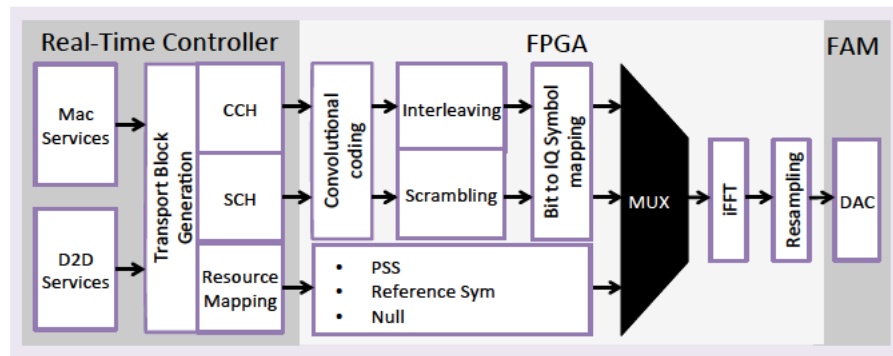 Real-Time Controller
FPGA
FAM
Mac
Services
D2D
Services
Transport Block
Generation
CCH
SCH
Resource
Mapping
Convolutional
coding
Interleaving
Scrambling
Bit to IQ Symbol
mapping
• PSS
• Reference Sym
• Null
MUX
iFFT
Resampling
DAC